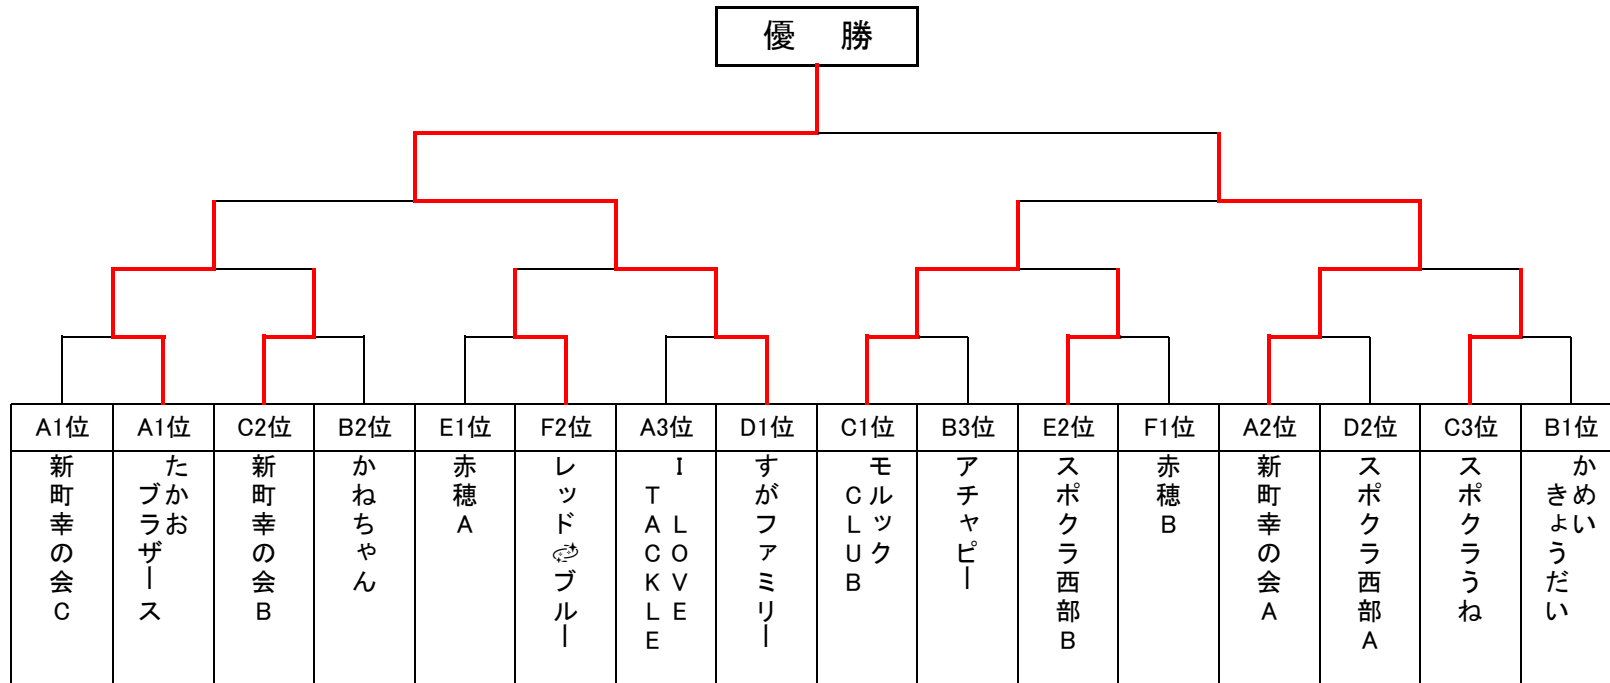 優　勝
A1位 A1位 C2位 B2位 E1位 F2位 A3位 D1位 C1位 B3位 E2位 F1位 A2位 D2位 C3位 B1位
新町幸の会C
たかお
ブラザース
新町幸の会B
かねちゃん
赤穂A
レッド💫ブルー
I LOVE
TACKLE
すがファミリー
モルック
CLUB
アチャピー
スポクラ西部B
赤穂B
新町幸の会A
スポクラ西部A
スポクラうね
かめい
きょうだい